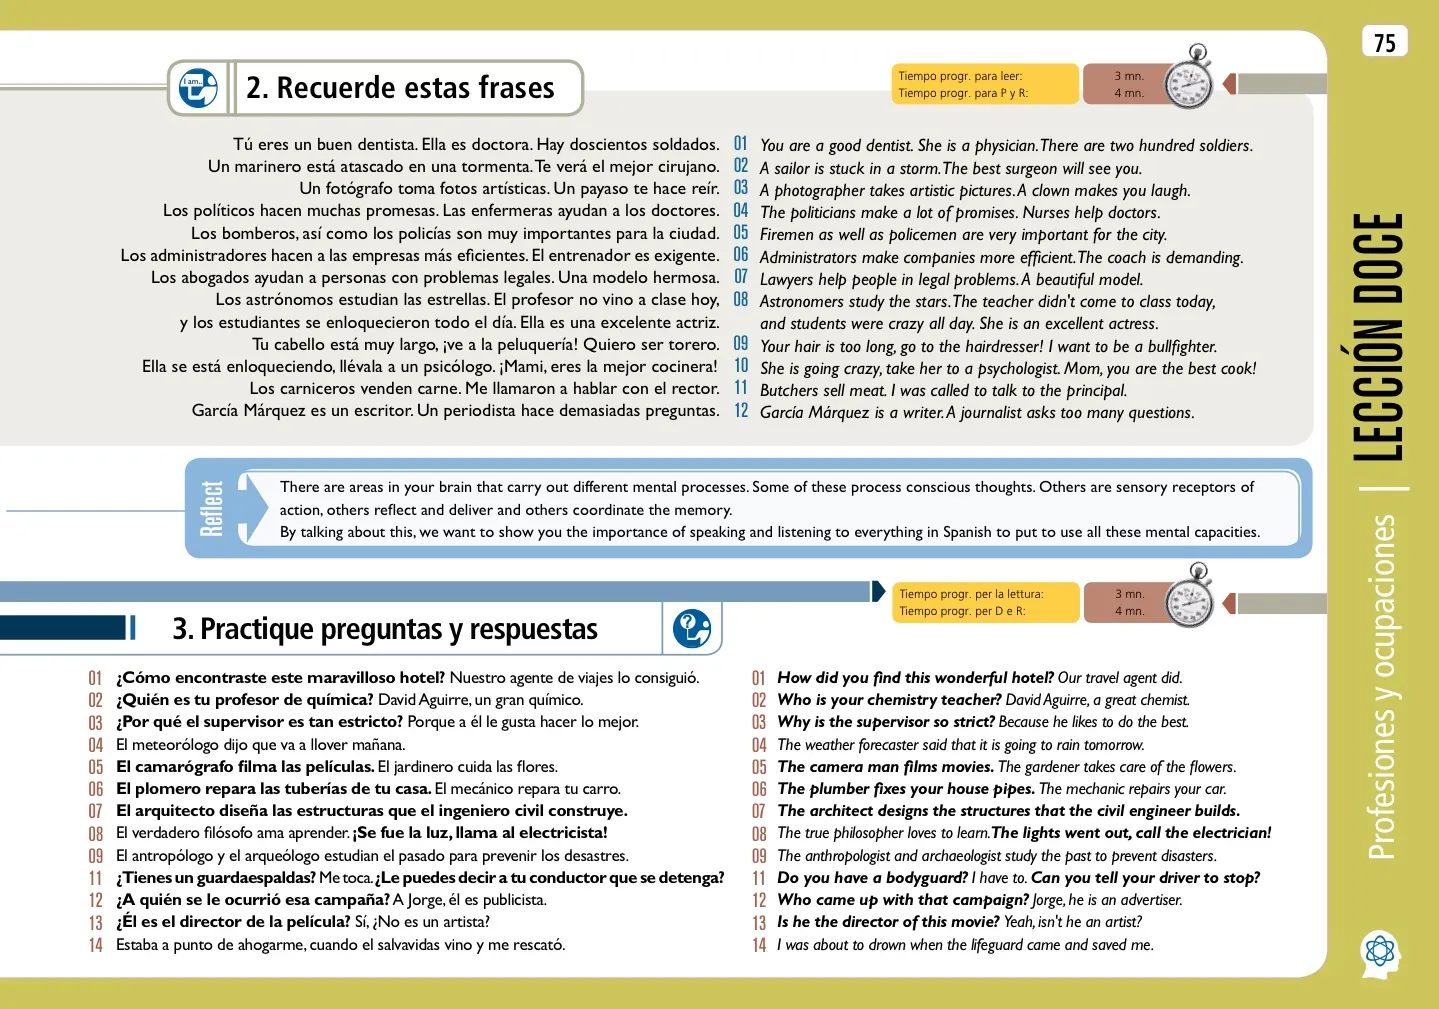 75
I am...
2. Recuerde estas frases
Tiempo progr. para leer: 3 mn.
Tiempo progr. para P y R: 4 mn.
Tú eres un buen dentista. Ella es doctora. Hay doscientos soldados. 01 You are a good dentist. She is a physician. There are two hundred soldiers.
Un marinero está atascado en una tormenta. Te verá el mejor cirujano. 02 A sailor is stuck in a storm. The best surgeon will see you.
Un fotógrafo toma fotos artísticas. Un payaso te hace reír. 03 A photographer takes artistic pictures. A clown makes you laugh.
Los políticos hacen muchas promesas. Las enfermeras ayudan a los doctores. 04 The politicians make a lot of promises. Nurses help doctors.
Los bomberos, así como los policías son muy importantes para la ciudad. 05 Firemen as well as policemen are very important for the city.
Los administradores hacen a las empresas más eficientes. El entrenador es exigente. 06 Administrators make companies more efficient. The coach is demanding.
Los abogados ayudan a personas con problemas legales. Una modelo hermosa. 07 Lawyers help people in legal problems. A beautiful model.
Los astrónomos estudian las estrellas. El profesor no vino a clase hoy, 08 Astronomers study the stars. The teacher didn't come to class today,
y los estudiantes se enloquecieron todo el día. Ella es una excelente actriz. and students were crazy all day. She is an excellent actress.
Tu cabello está muy largo, ¡ve a la peluquería! Quiero ser torero. 09 Your hair is too long, go to the hairdresser! I want to be a bullfighter.
Ella se está enloqueciendo, llévala a un psicólogo. ¡Mami, eres la mejor cocinera! 10 She is going crazy, take her to a psychologist. Mom, you are the best cook!
Los carniceros venden carne. Me llamaron a hablar con el rector. 11 Butchers sell meat. I was called to talk to the principal.
García Márquez es un escritor. Un periodista hace demasiadas preguntas. 12 García Márquez is a writer. A journalist asks too many questions.
Reflect
There are areas in your brain that carry out different mental processes. Some of these process conscious thoughts. Others are sensory receptors of
action, others reflect and deliver and others coordinate the memory.
By talking about this, we want to show you the importance of speaking and listening to everything in Spanish to put to use all these mental capacities.
Tiempo progr. per la lettura: 3 mn.
Tiempo progr. per D e R: 4 mn.
3. Practique preguntas y respuestas
?
01 ¿Cómo encontraste este maravilloso hotel? Nuestro agente de viajes lo consiguió. 01 How did you find this wonderful hotel? Our travel agent did.
02 ¿Quién es tu profesor de química? David Aguirre, un gran químico. 02 Who is your chemistry teacher? David Aguirre, a great chemist.
03 ¿Por qué el supervisor es tan estricto? Porque a él le gusta hacer lo mejor. 03 Why is the supervisor so strict? Because he likes to do the best.
04 El meteorólogo dijo que va a llover mañana. 04 The weather forecaster said that it is going to rain tomorrow.
05 El camarógrafo filma las películas. El jardinero cuida las flores. 05 The camera man films movies. The gardener takes care of the flowers.
06 El plomero repara las tuberías de tu casa. El mecánico repara tu carro. 06 The plumber fixes your house pipes. The mechanic repairs your car.
07 El arquitecto diseña las estructuras que el ingeniero civil construye. 07 The architect designs the structures that the civil engineer builds.
08 El verdadero filósofo ama aprender. ¡Se fue la luz, llama al electricista! 08 The true philosopher loves to learn. The lights went out, call the electrician!
09 El antropólogo y el arqueólogo estudian el pasado para prevenir los desastres. 09 The anthropologist and archaeologist study the past to prevent disasters.
11 ¿Tienes un guardaespaldas? Me toca. ¿Le puedes decir a tu conductor que se detenga? 11 Do you have a bodyguard? I have to. Can you tell your driver to stop?
12 ¿A quién se le ocurrió esa campaña? A Jorge, él es publicista. 12 Who came up with that campaign? Jorge, he is an advertiser.
13 ¿Él es el director de la película? Sí, ¿No es un artista? 13 Is he the director of this movie? Yeah, isn't he an artist?
14 Estaba a punto de ahogarme, cuando el salvavidas vino y me rescató. 14 I was about to drown when the lifeguard came and saved me.
Profesiones y ocupaciones | LECCIÓN DOCE